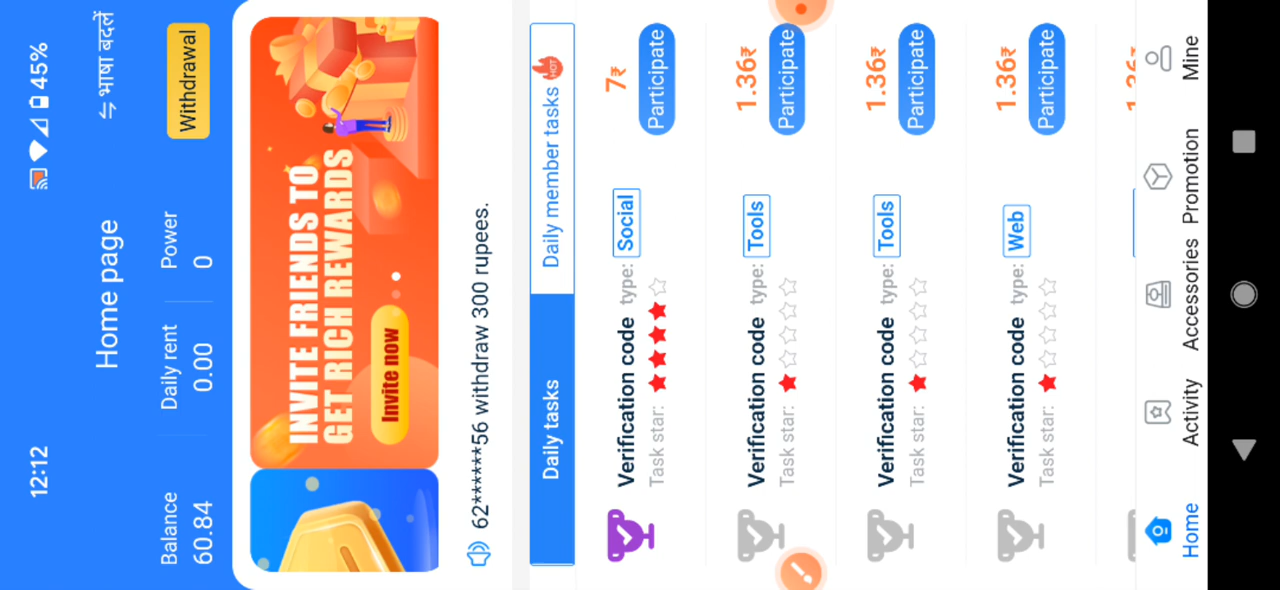 12:12
45%
Home page
⇋ भाषा बदलें
Balance
60.84
Daily rent
0.00
Power
0
Withdrawal
INVITE FRIENDS TO
GET RICH REWARDS
Invite now
62******56 withdraw 300 rupees.
Daily tasks
Daily member tasks
HOT
Verification code type: Social
7₹
Task star:
Participate
Verification code type: Tools
1.36₹
Task star:
Participate
Verification code type: Tools
1.36₹
Task star:
Participate
Verification code type: Web
1.36₹
Task star:
Participate
Home
Activity
Accessories
Promotion
Mine